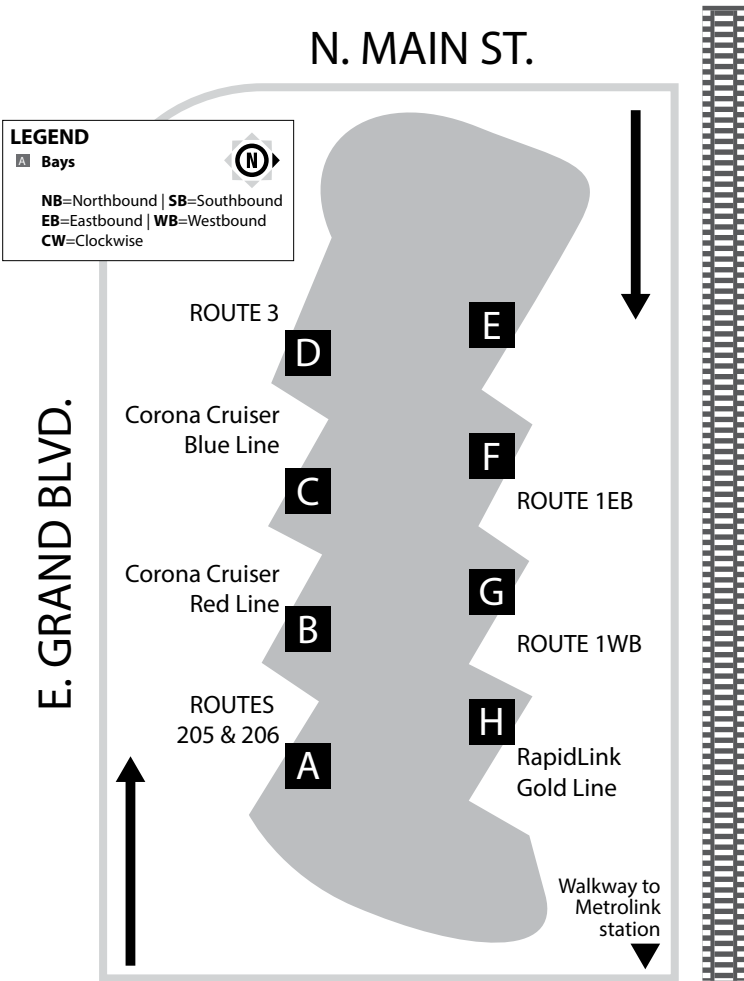 N. MAIN ST.
LEGEND
A Bays
N
NB=Northbound | SB=Southbound
EB=Eastbound | WB=Westbound
CW=Clockwise
E. GRAND BLVD.
ROUTE 3
D
Corona Cruiser
Blue Line
C
Corona Cruiser
Red Line
B
ROUTES
205 & 206
A
E
F
ROUTE 1EB
G
ROUTE 1WB
H
RapidLink
Gold Line
Walkway to
Metrolink
station